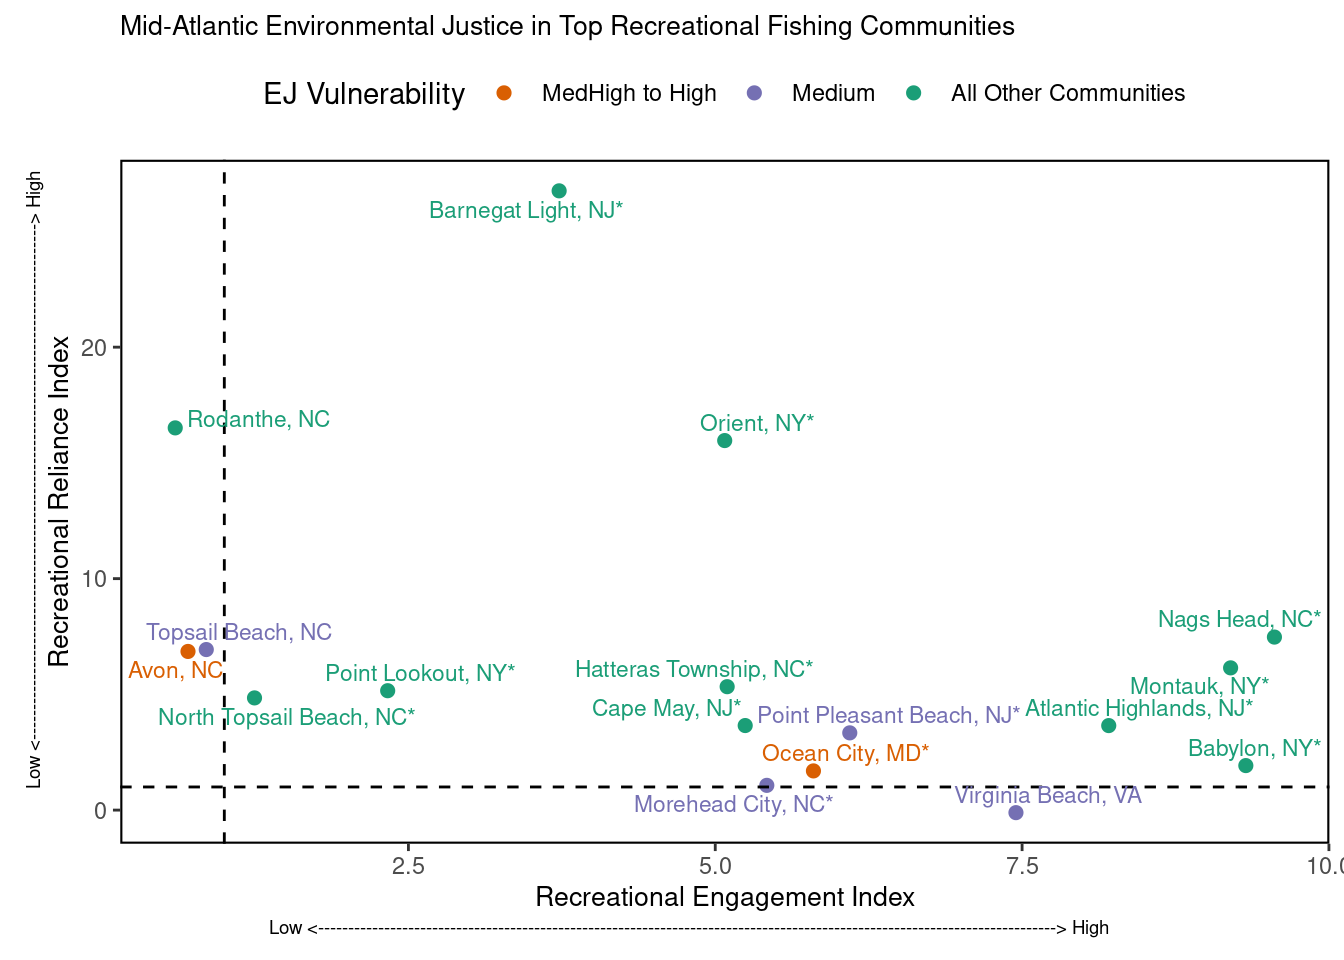 Mid-Atlantic Environmental Justice in Top Recreational Fishing Communities
EJ Vulnerability MedHigh to High Medium All Other Communities
Low <--------------------------------------------------------------------------------------------> High
Recreational Reliance Index
20
10
0
Barnegat Light, NJ*
Rodanthe, NC
Orient, NY*
Nags Head, NC*
Topsail Beach, NC
Avon, NC
Point Lookout, NY*
Hatteras Township, NC*
Montauk, NY*
North Topsail Beach, NC*
Cape May, NJ*
Point Pleasant Beach, NJ*
Atlantic Highlands, NJ*
Ocean City, MD*
Babylon, NY*
Morehead City, NC*
Virginia Beach, VA
2.5 5.0 7.5 10.0
Recreational Engagement Index
Low <----------------------------------------------------------------------------------------------------------------------------> High